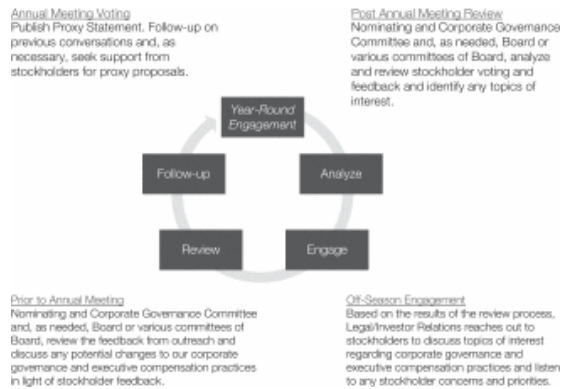 Annual Meeting Voting
Publish Proxy Statement. Follow-up on
previous conversations and, as
necessary, seek support from
stockholders for proxy proposals.
Post Annual Meeting Review
Nominating and Corporate Governance
Committee and, as needed, Board or
various committees of Board, analyze
and review stockholder voting and
feedback and identify any topics of
interest.
Year-Round
Engagement
Follow-up
Analyze
Review
Engage
Prior to Annual Meeting
Nominating and Corporate Governance Committee
and, as needed, Board or various committees of
Board, review the feedback from outreach and
discuss any potential changes to our corporate
governance and executive compensation practices
in light of stockholder feedback.
Off-Season Engagement
Based on the results of the review process,
Legal/Investor Relations reaches out to
stockholders to discuss topics of interest
regarding corporate governance and
executive compensation practices and listen
to any stockholder concerns and priorities.